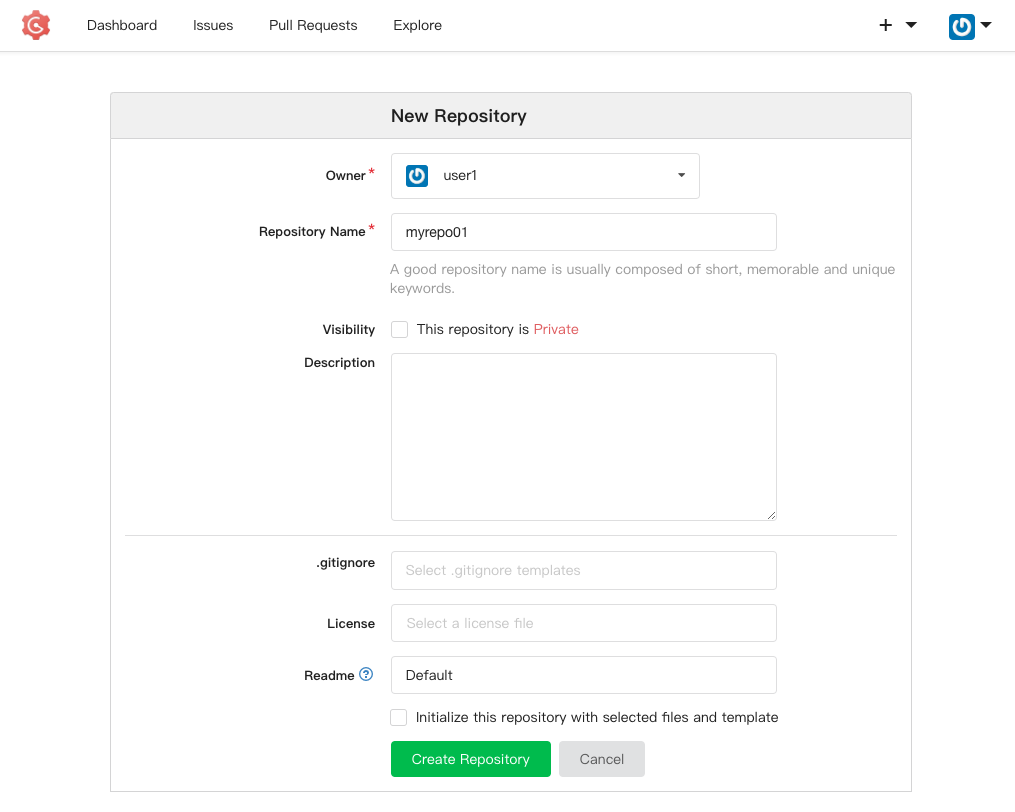 Dashboard Issues Pull Requests Explore
New Repository
Owner* user1
Repository Name* myrepo01
A good repository name is usually composed of short, memorable and unique
keywords.
Visibility This repository is Private
Description
.gitignore Select .gitignore templates
License Select a license file
Readme Default
Initialize this repository with selected files and template
Create Repository Cancel